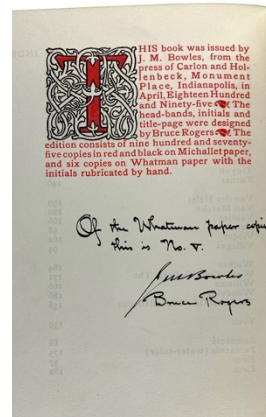 THIS book was issued by
J. M. Bowles, from the
press of Carlon and Hol-
lenbeck, Monument
Place, Indianapolis, in
April, Eighteen Hundred
and Ninety-five The
head-bands, initials and
title-page were designed
by Bruce Rogers The
edition consists of nine hundred and seventy-
five copies in red and black on Michallet paper,
and six copies on Whatman paper with the
initials rubricated by hand.
Of the Whatman paper copies
this is No. V.
J M Bowles
Bruce Rogers